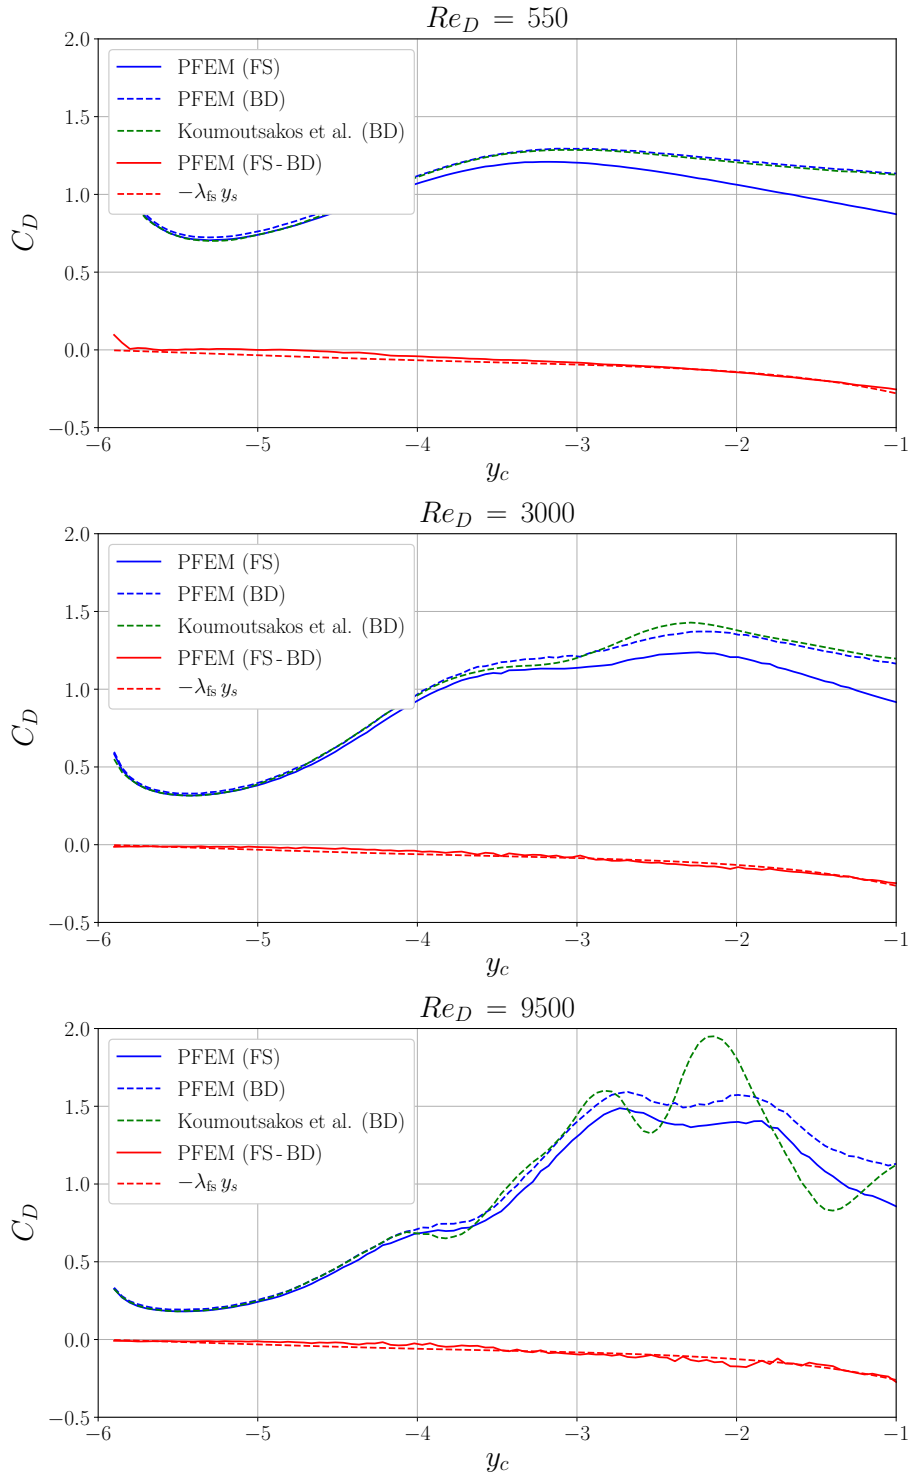 Re_D = 550
2.0
PFEM (FS)
PFEM (BD)
1.5
Koumoutsakos et al. (BD)
PFEM (FS-BD)
1.0
−λ_fs y_s
C_D
0.5
0.0
−0.5
−6 −5 −4 −3 −2 −1
y_c
Re_D = 3000
2.0
PFEM (FS)
PFEM (BD)
1.5
Koumoutsakos et al. (BD)
PFEM (FS-BD)
1.0
−λ_fs y_s
C_D
0.5
0.0
−0.5
−6 −5 −4 −3 −2 −1
y_c
Re_D = 9500
2.0
PFEM (FS)
PFEM (BD)
1.5
Koumoutsakos et al. (BD)
PFEM (FS-BD)
1.0
−λ_fs y_s
C_D
0.5
0.0
−0.5
−6 −5 −4 −3 −2 −1
y_c